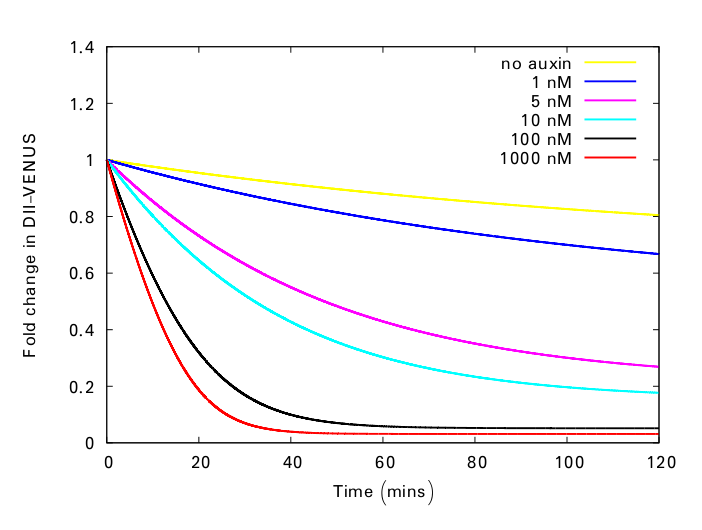 1.4
1.2
1
0.8
0.6
0.4
0.2
0
Fold change in DII–VENUS
no auxin
1 nM
5 nM
10 nM
100 nM
1000 nM
0 20 40 60 80 100 120
Time (mins)